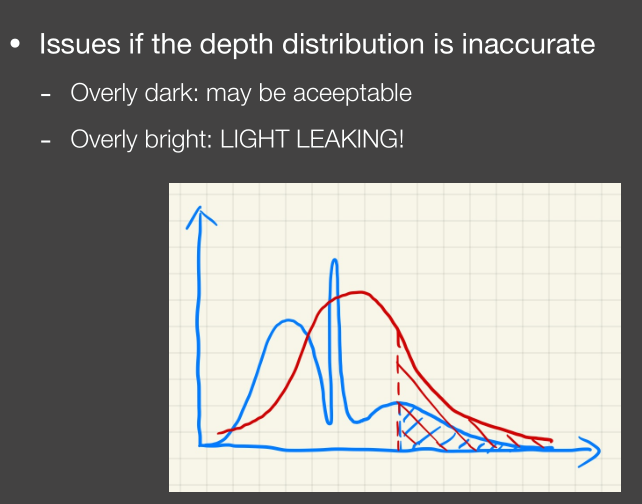 • Issues if the depth distribution is inaccurate
- Overly dark: may be aceeptable
- Overly bright: LIGHT LEAKING!